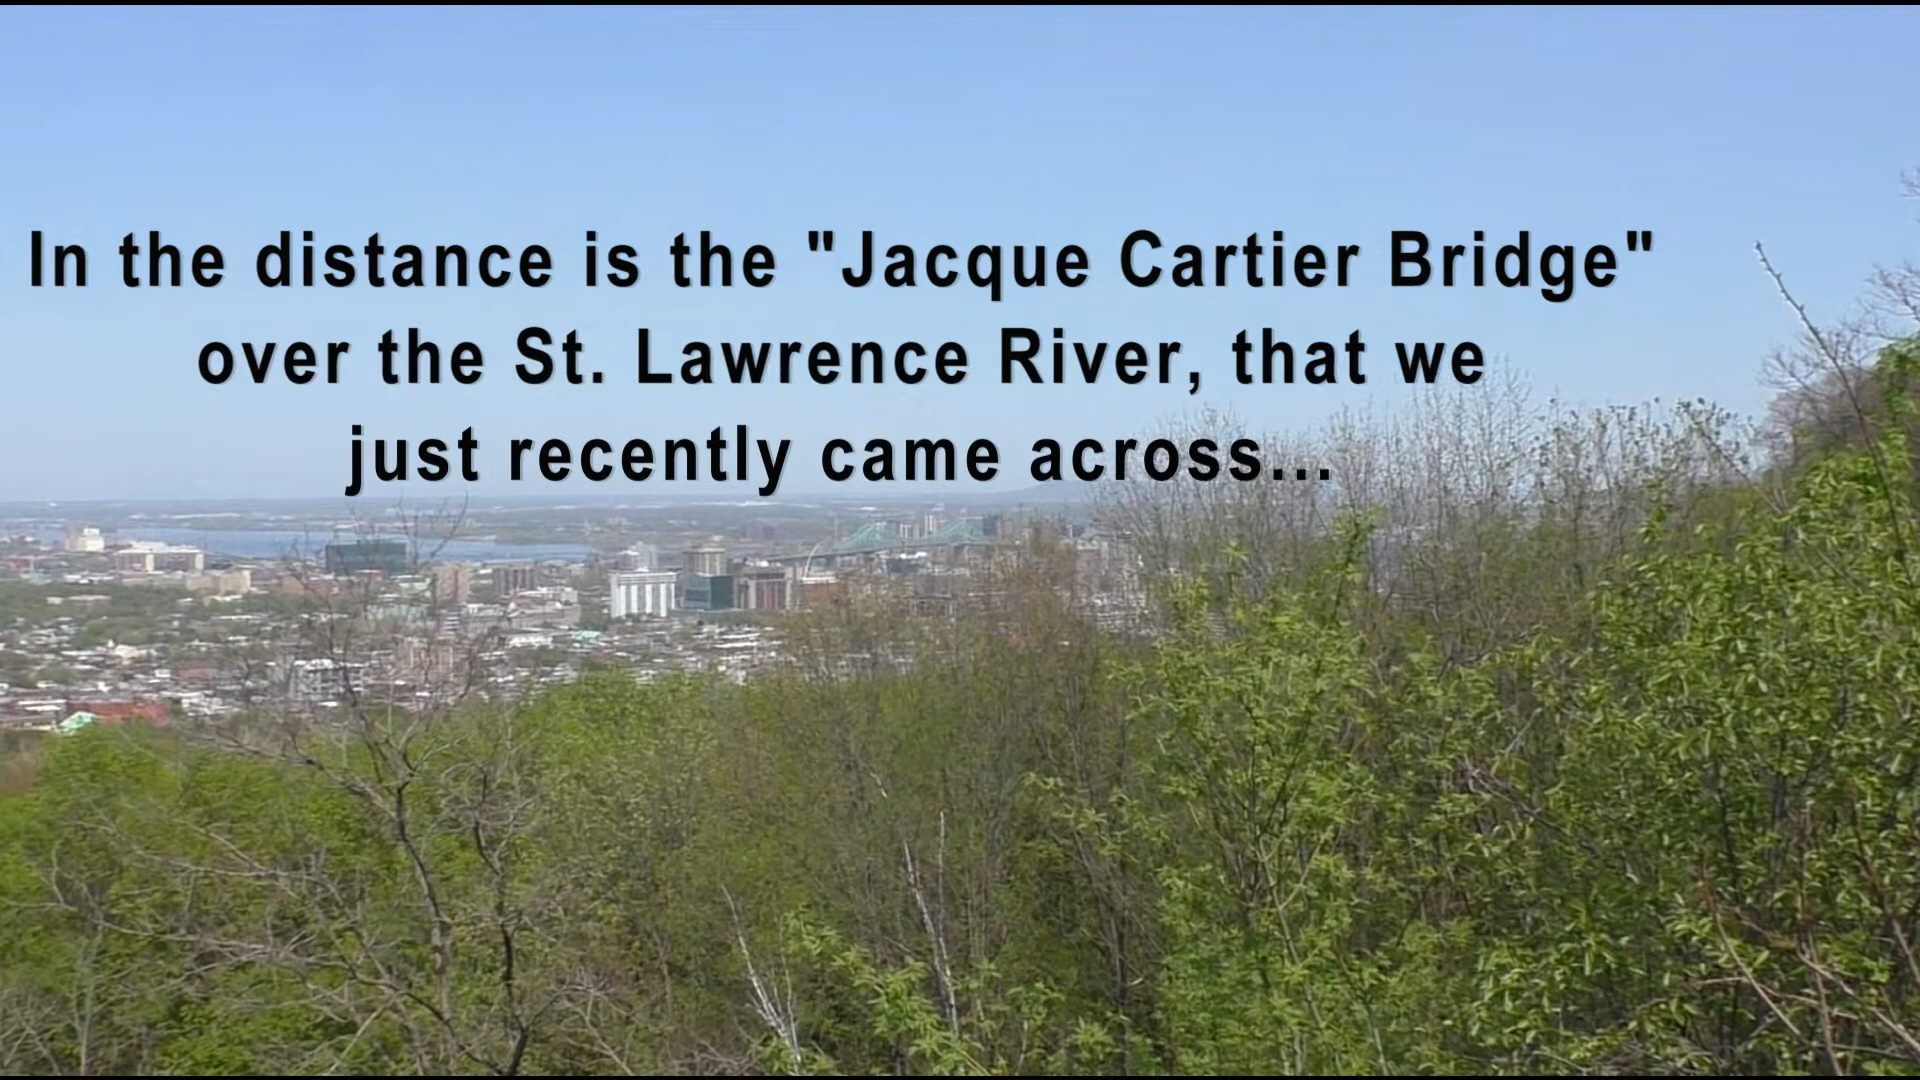 In the distance is the "Jacque Cartier Bridge"
over the St. Lawrence River, that we
just recently came across...